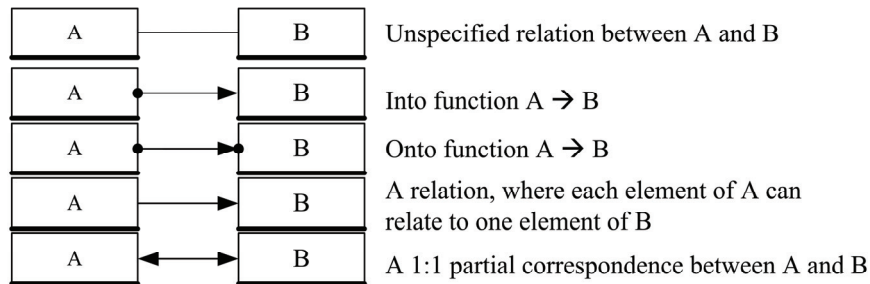 A B Unspecified relation between A and B
A B Into function A → B
A B Onto function A → B
A B A relation, where each element of A can
relate to one element of B
A B A 1:1 partial correspondence between A and B